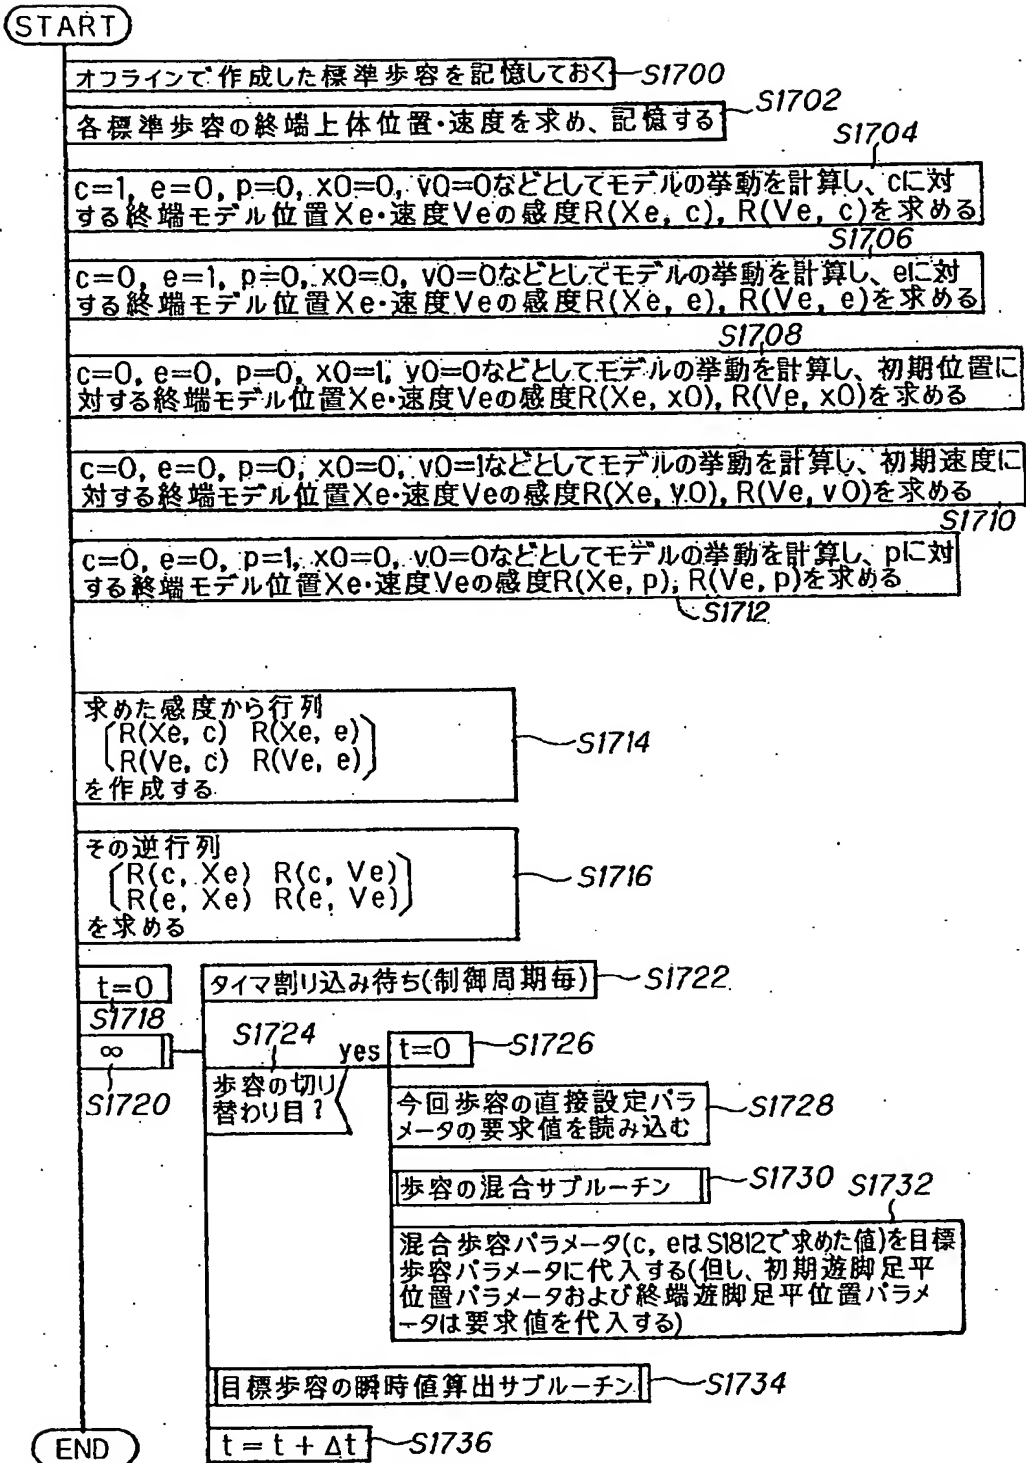 START
オフラインで作成した標準歩容を記憶しておく
S1700
S1702
各標準歩容の終端上体位置・速度を求め、記憶する
S1704
c=1, e=0, p=0, x0=0, v0=0などとしてモデルの挙動を計算し、cに対
する終端モデル位置Xe・速度Veの感度R(Xe, c), R(Ve, c)を求める
S1706
c=0, e=1, p=0, x0=0, v0=0などとしてモデルの挙動を計算し、eに対
する終端モデル位置Xe・速度Veの感度R(Xe, e), R(Ve, e)を求める
S1708
c=0, e=0, p=0, x0=1, v0=0などとしてモデルの挙動を計算し、初期位置に
対する終端モデル位置Xe・速度Veの感度R(Xe, x0), R(Ve, x0)を求める
c=0, e=0, p=0, x0=0, v0=1などとしてモデルの挙動を計算し、初期速度に
対する終端モデル位置Xe・速度Veの感度R(Xe, v0), R(Ve, v0)を求める
S1710
c=0, e=0, p=1, x0=0, v0=0などとしてモデルの挙動を計算し、pに対
する終端モデル位置Xe・速度Veの感度R(Xe, p), R(Ve, p)を求める
S1712
求めた感度から行列
R(Xe, c) R(Xe, e)
R(Ve, c) R(Ve, e)
を作成する
S1714
その逆行列
R(c, Xe) R(c, Ve)
R(e, Xe) R(e, Ve)
を求める
S1716
t=0
S1718
タイマ割り込み待ち(制御周期毎)
S1722
∞
S1720
S1724
歩容の切り
替わり目?
yes
t=0
S1726
今回歩容の直接設定パラ
メータの要求値を読み込む
S1728
歩容の混合サブルーチン
S1730
S1732
混合歩容パラメータ(c, eはS1812で求めた値)を目標
歩容パラメータに代入する(但し、初期遊脚足平
位置パラメータおよび終端遊脚足平位置パラメ
ータは要求値を代入する)
目標歩容の瞬時値算出サブルーチン
S1734
END
t = t + Δt
S1736